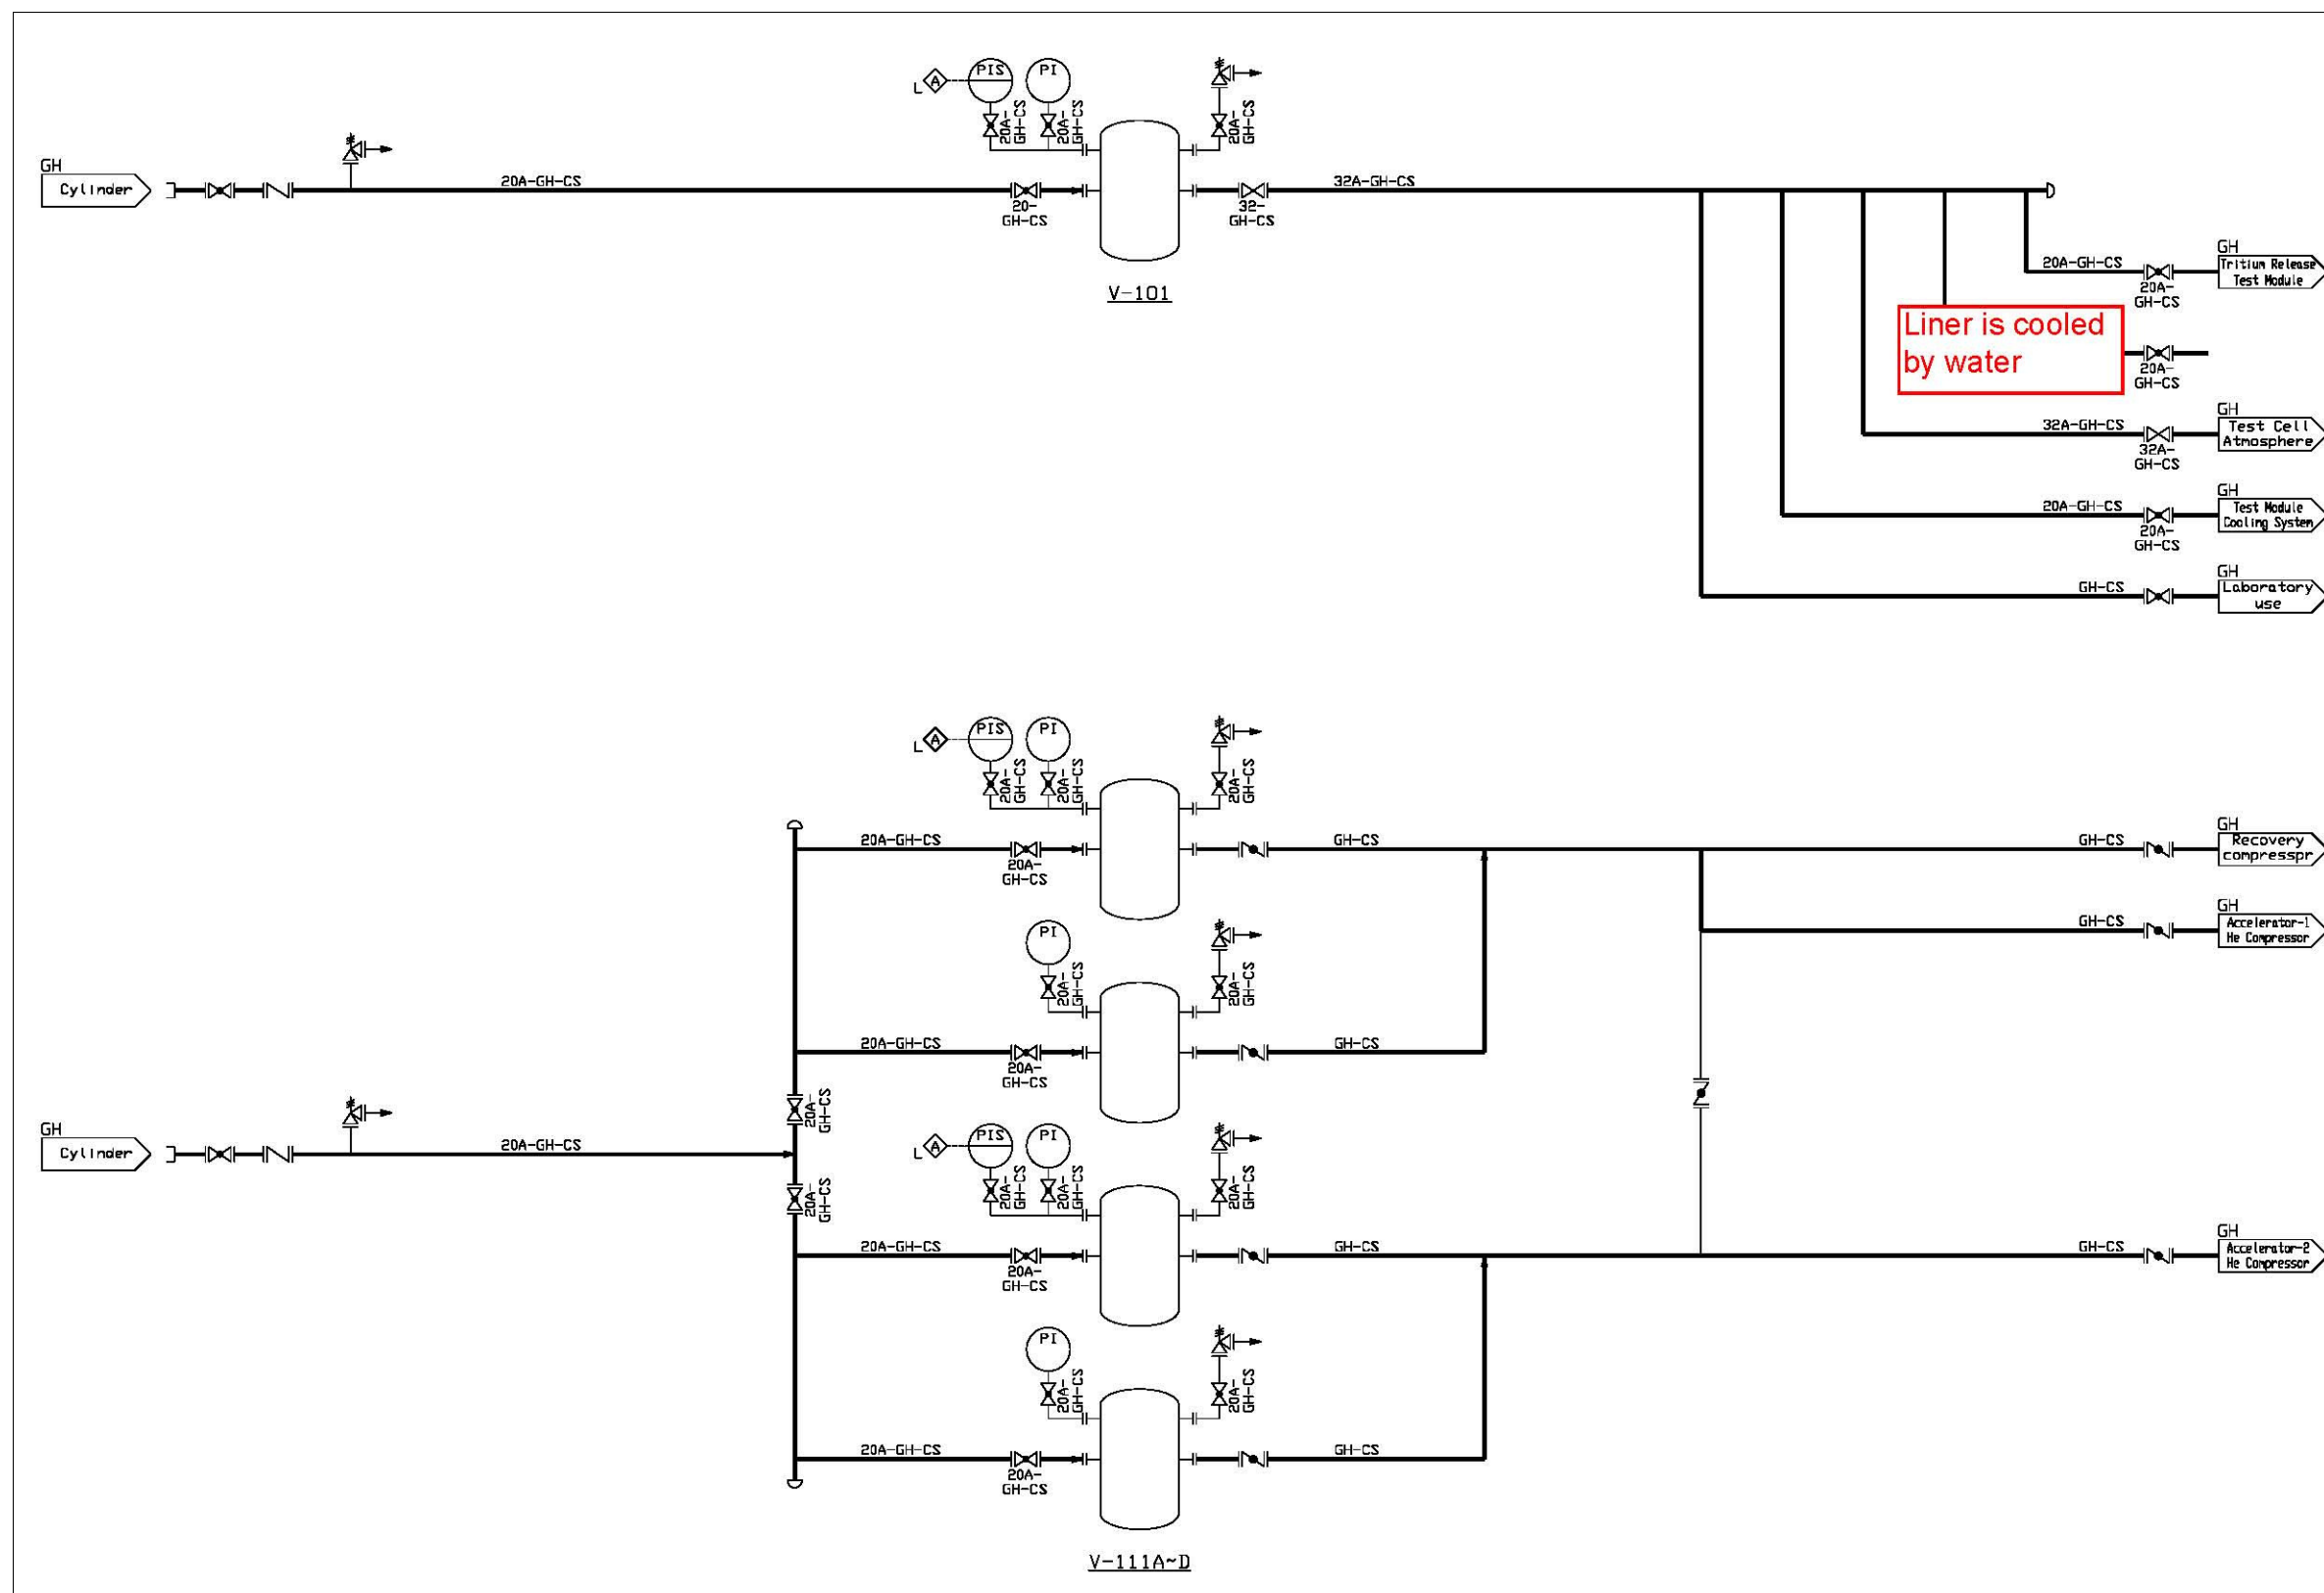 PIS
PI
L
A
20A-
GH-CS
20A-
GH-CS
20A-
GH-CS
GH
Cylinder
20A-GH-CS
20-
GH-CS
32-
GH-CS
32A-GH-CS
V-101
20A-GH-CS
20A-
GH-CS
GH
Tritium Release
Test Module
Liner is cooled
by water
20A-
GH-CS
32A-GH-CS
32A-
GH-CS
GH
Test Cell
Atmosphere
20A-GH-CS
20A-
GH-CS
GH
Test Module
Cooling System
GH-CS
GH
Laboratory
use
PIS
PI
L
A
20A-
GH-CS
20A-
GH-CS
20A-
GH-CS
20A-GH-CS
20A-
GH-CS
GH-CS
GH-CS
GH
Recovery
compresspr
PI
20A-
GH-CS
20A-
GH-CS
GH-CS
GH
Accelerator-1
He Compressor
20A-GH-CS
20A-
GH-CS
GH-CS
20A-
GH-CS
GH
Cylinder
20A-GH-CS
20A-
GH-CS
PIS
PI
L
A
20A-
GH-CS
20A-
GH-CS
20A-
GH-CS
20A-GH-CS
20A-
GH-CS
GH-CS
GH-CS
GH
Accelerator-2
He Compressor
PI
20A-
GH-CS
20A-
GH-CS
20A-GH-CS
20A-
GH-CS
GH-CS
V-111A~D